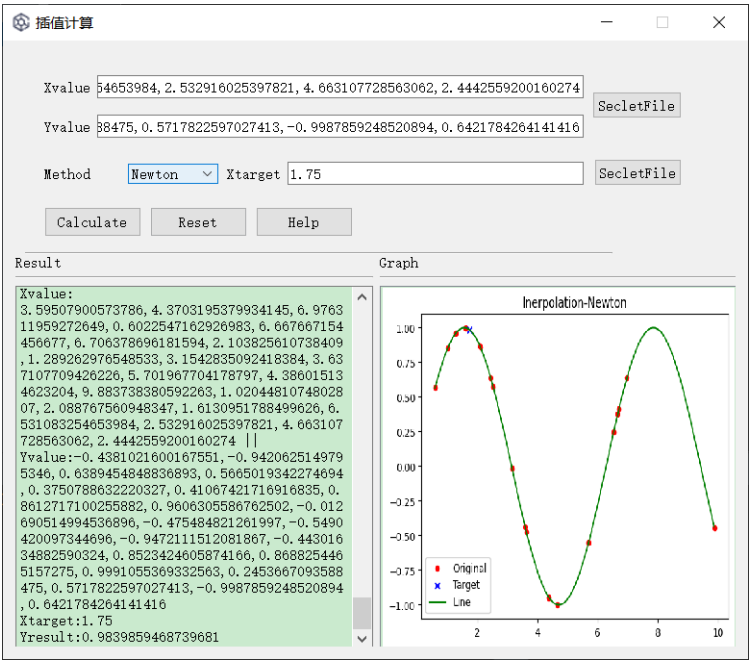 插值计算
Xvalue 54653984,2.532916025397821,4.663107728563062,2.4442559200160274
SecletFile
Yvalue 38475,0.5717822597027413,-0.9987859248520894,0.6421784264141416
Method Newton Xtarget 1.75 SecletFile
Calculate Reset Help
Result
Xvalue:
3.59507900573786,4.3703195379934145,6.9763
11959272649,0.6022547162926983,6.667667154
456677,6.706378696181594,2.103825610738409
,1.289262976548533,3.1542835092418384,3.63
7107709426226,5.701967704178797,4.38601513
4623204,9.883738380592263,1.02044810748028
07,2.088767560948347,1.6130951788499626,6.
531083254653984,2.532916025397821,4.663107
728563062,2.4442559200160274 ||
Yvalue:-0.4381021600167551,-0.942062514979
5346,0.6389454848836893,0.5665019342274694
,0.3750788632220327,0.41067421716916835,0.
8612717100255882,0.9606305586762502,-0.012
690514994536896,-0.475484821261997,-0.5490
420097344696,-0.9472111512081867,-0.443016
34882590324,0.8523424605874166,0.868825446
5157275,0.9991055369332563,0.2453667093588
475,0.5717822597027413,-0.9987859248520894
,0.6421784264141416
Xtarget:1.75
Yresult:0.9839859468739681
Graph
Inerpolation-Newton
1.00
0.75
0.50
0.25
0.00
−0.25
−0.50
−0.75
−1.00
Original
Target
Line
2 4 6 8 10